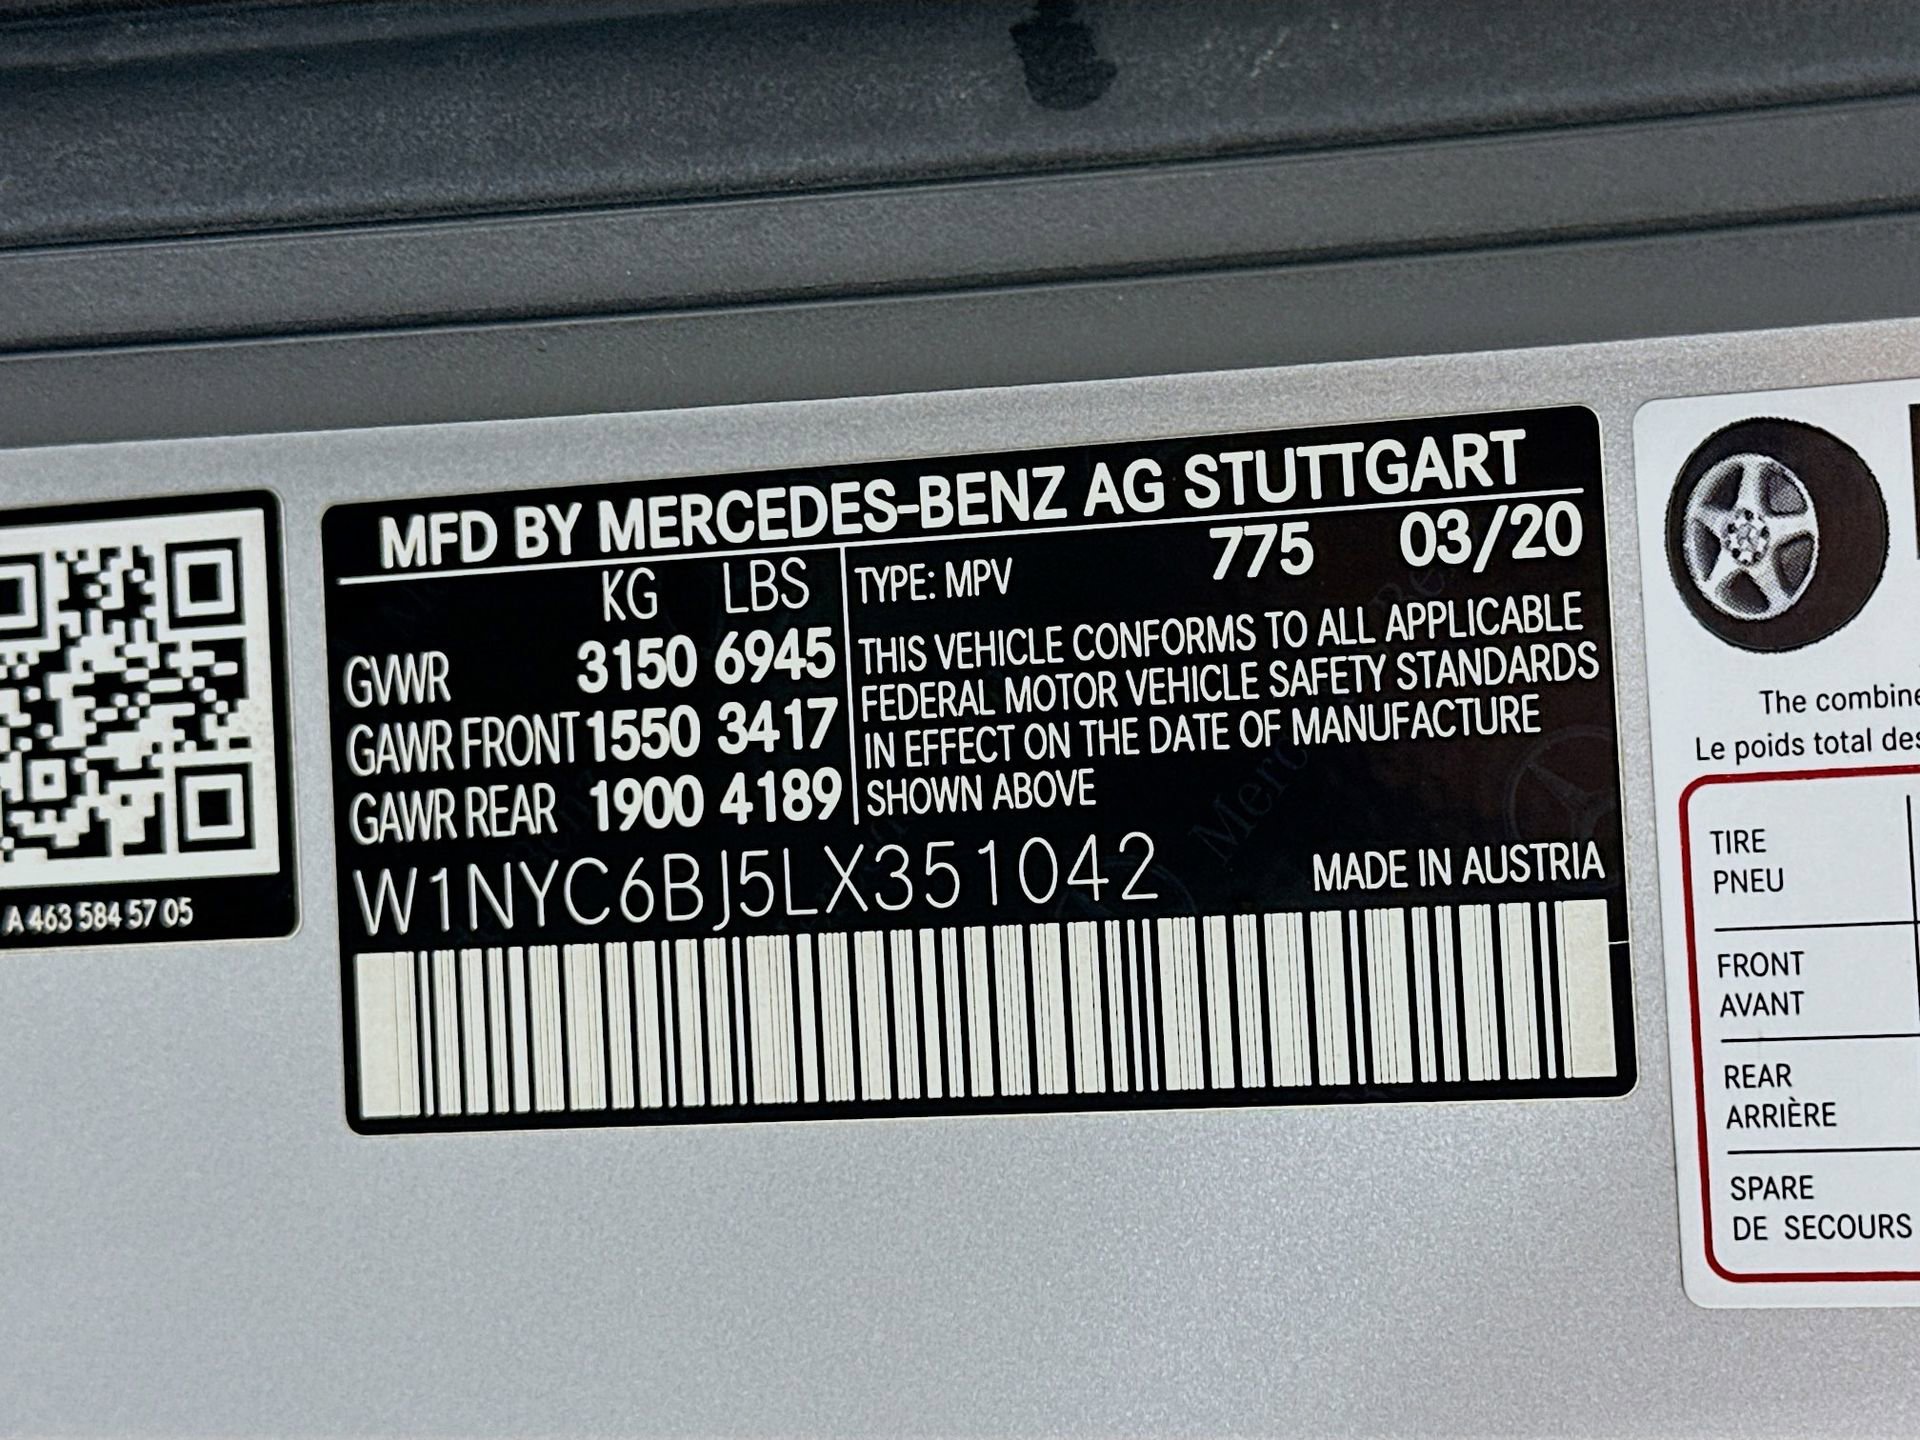 MFD BY MERCEDES-BENZ AG STUTTGART
KG LBS
GVWR 3150 6945
GAWR FRONT 1550 3417
GAWR REAR 1900 4189
TYPE: MPV 775 03/20
THIS VEHICLE CONFORMS TO ALL APPLICABLE
FEDERAL MOTOR VEHICLE SAFETY STANDARDS
IN EFFECT ON THE DATE OF MANUFACTURE
SHOWN ABOVE
W1NYC6BJ5LX351042 MADE IN AUSTRIA
A 463 584 57 05
The combine
Le poids total des
TIRE
PNEU
FRONT
AVANT
REAR
ARRIÈRE
SPARE
DE SECOURS